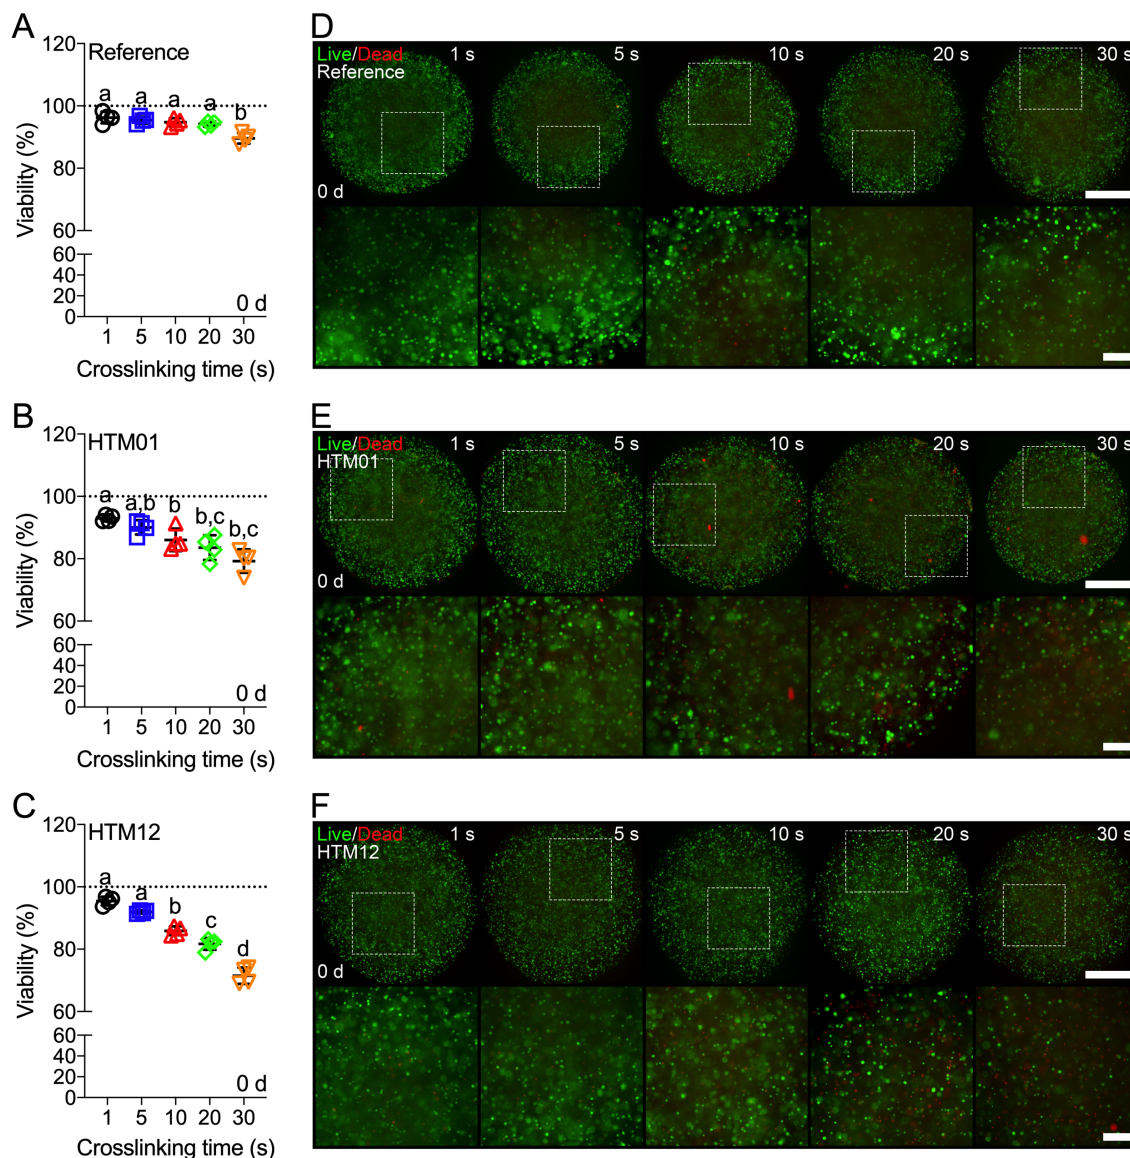 A
Reference
120
100
80
60
60
40
20
0
Viability (%)
a a a a b
0 d
1 5 10 20 30
Crosslinking time (s)
D
Live/Dead 1 s 5 s 10 s 20 s 30 s
Reference
0 d
B
HTM01
120
100
80
60
60
40
20
0
Viability (%)
a a,b b b,c b,c
0 d
1 5 10 20 30
Crosslinking time (s)
E
Live/Dead 1 s 5 s 10 s 20 s 30 s
HTM01
0 d
C
HTM12
120
100
80
60
60
40
20
0
Viability (%)
a a b c d
0 d
1 5 10 20 30
Crosslinking time (s)
F
Live/Dead 1 s 5 s 10 s 20 s 30 s
HTM12
0 d